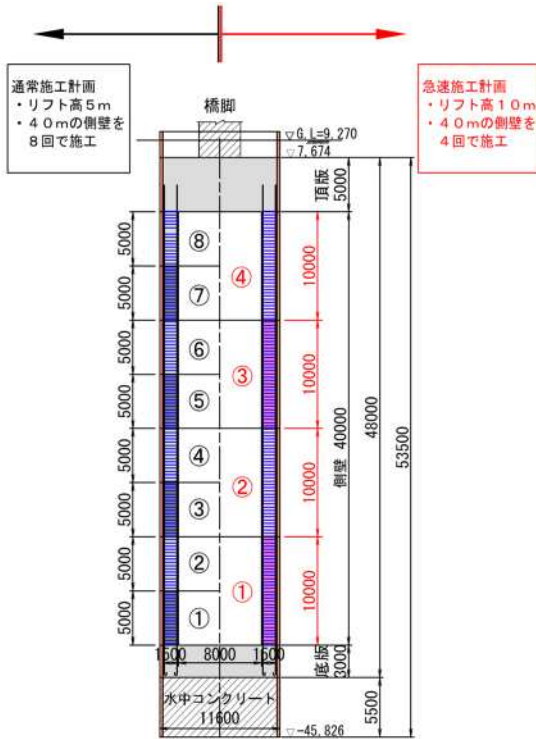 通常施工計画
・リフト高5m
・40mの側壁を
8回で施工
急速施工計画
・リフト高10m
・40mの側壁を
4回で施工
橋脚
▽G.L=9.270
▽7.674
頂版
5000
5000
5000
5000
5000
5000
5000
5000
5000
⑧
⑦
⑥
⑤
④
③
②
①
④
③
②
①
10000
10000
10000
10000
側壁 40000
48000
53500
1600 8000 1600
底版
3000
5500
水中コンクリート
11600
▽-45.826